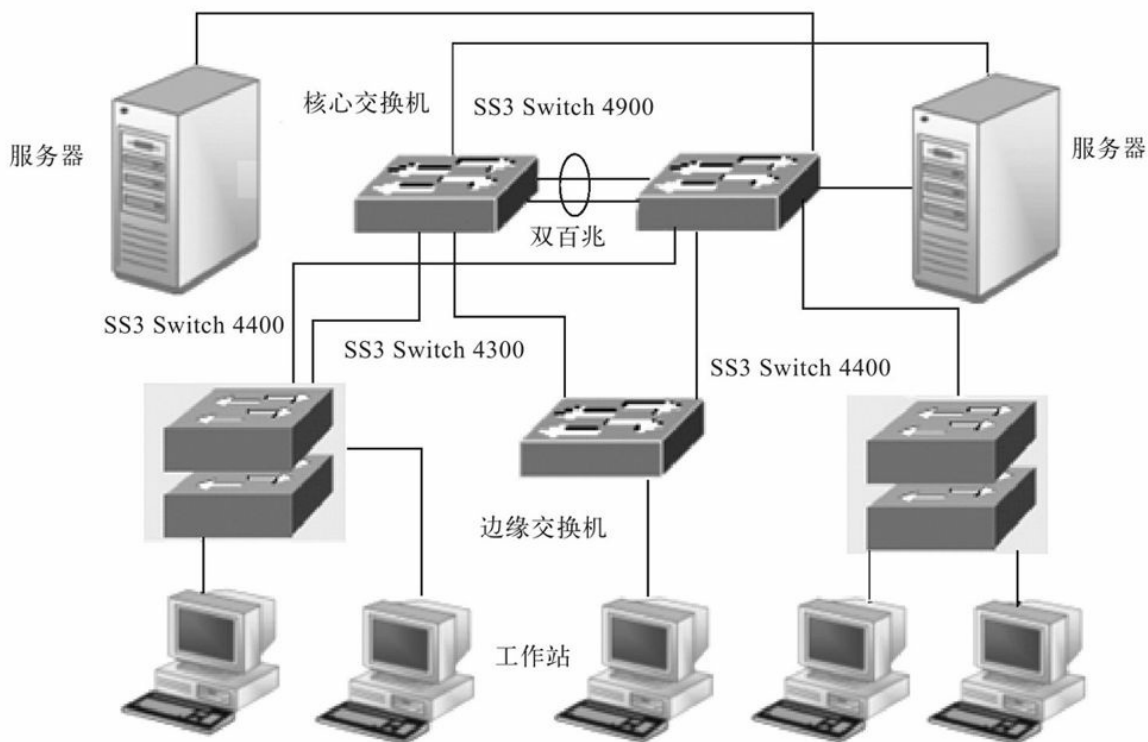 核心交换机
SS3 Switch 4900
服务器
服务器
双百兆
SS3 Switch 4400
SS3 Switch 4300
SS3 Switch 4400
边缘交换机
工作站